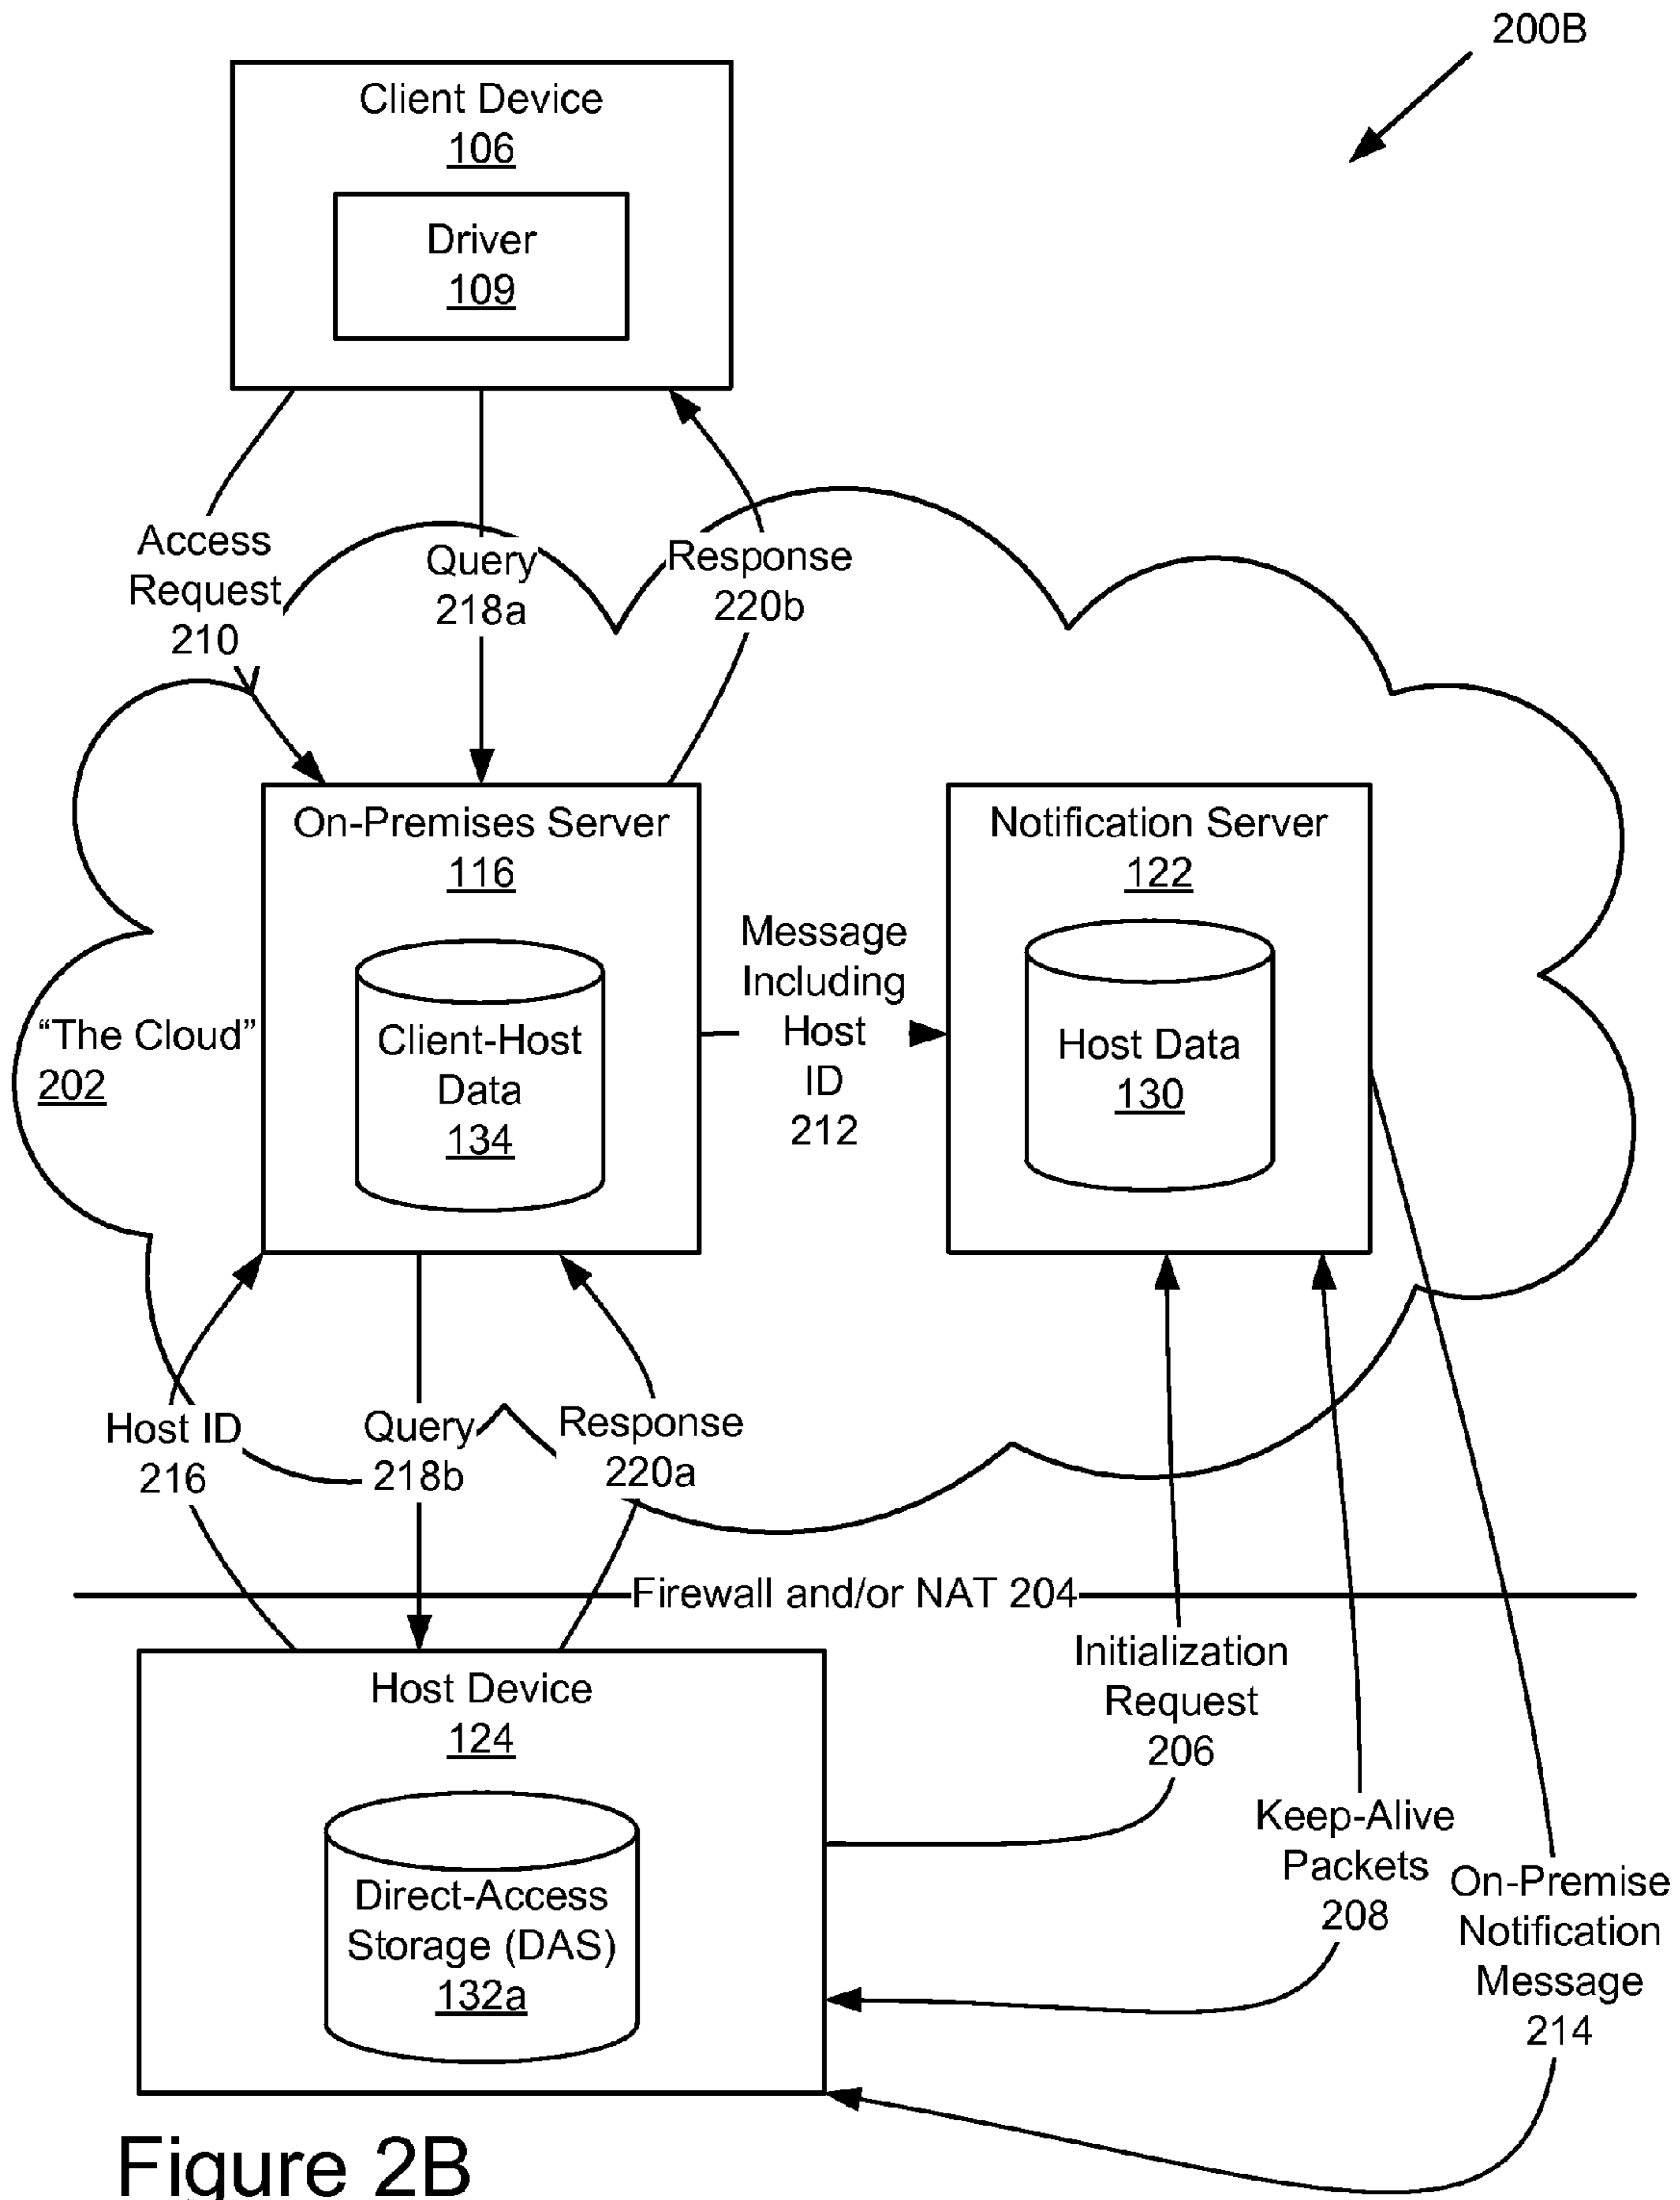 200B
Client Device
106
Driver
109
Access
Request
210
Query
218a
Response
220b
On-Premises Server
116
Client-Host
Data
134
"The Cloud"
202
Message
Including
Host
ID
212
Notification Server
122
Host Data
130
Host ID
216
Query
218b
Response
220a
Firewall and/or NAT 204
Host Device
124
Direct-Access
Storage (DAS)
132a
Initialization
Request
206
Keep-Alive
Packets
208
On-Premise
Notification
Message
214
Figure 2B